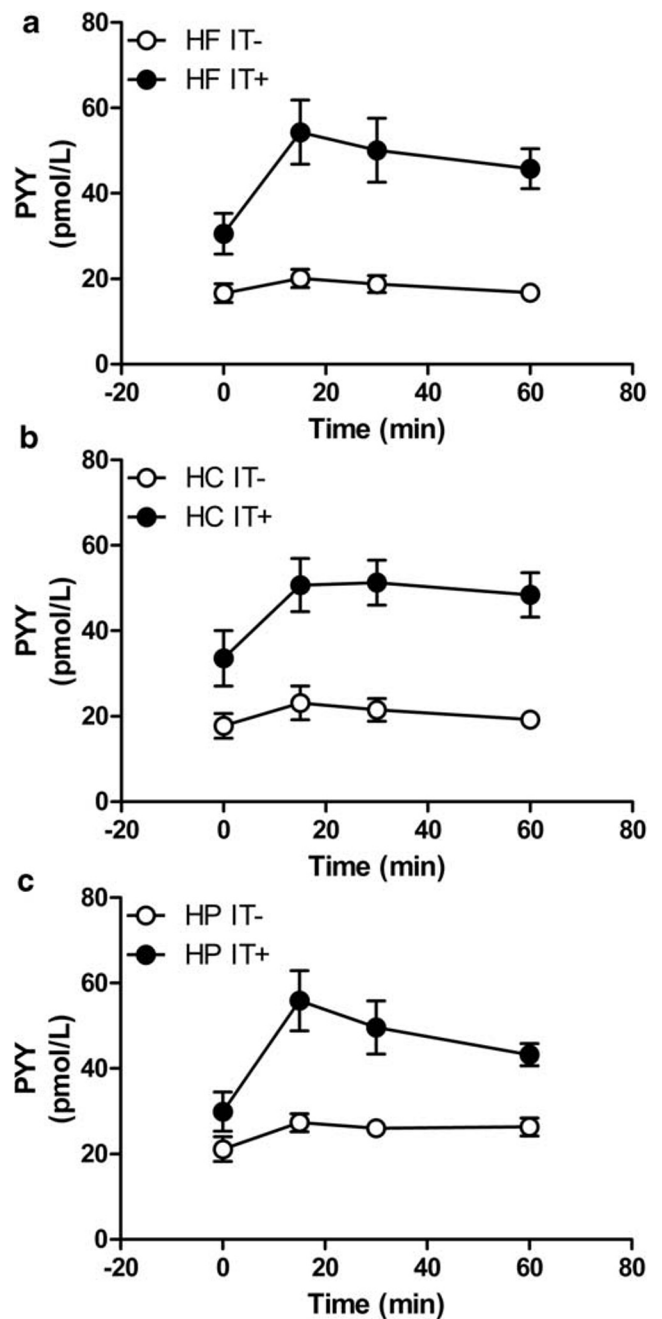 a
80
HF IT-
HF IT+
60
40
20
0
PYY
(pmol/L)
-20 0 20 40 60 80
Time (min)
b
80
HC IT-
HC IT+
60
40
20
0
PYY
(pmol/L)
-20 0 20 40 60 80
Time (min)
c
80
HP IT-
HP IT+
60
40
20
0
PYY
(pmol/L)
-20 0 20 40 60 80
Time (min)